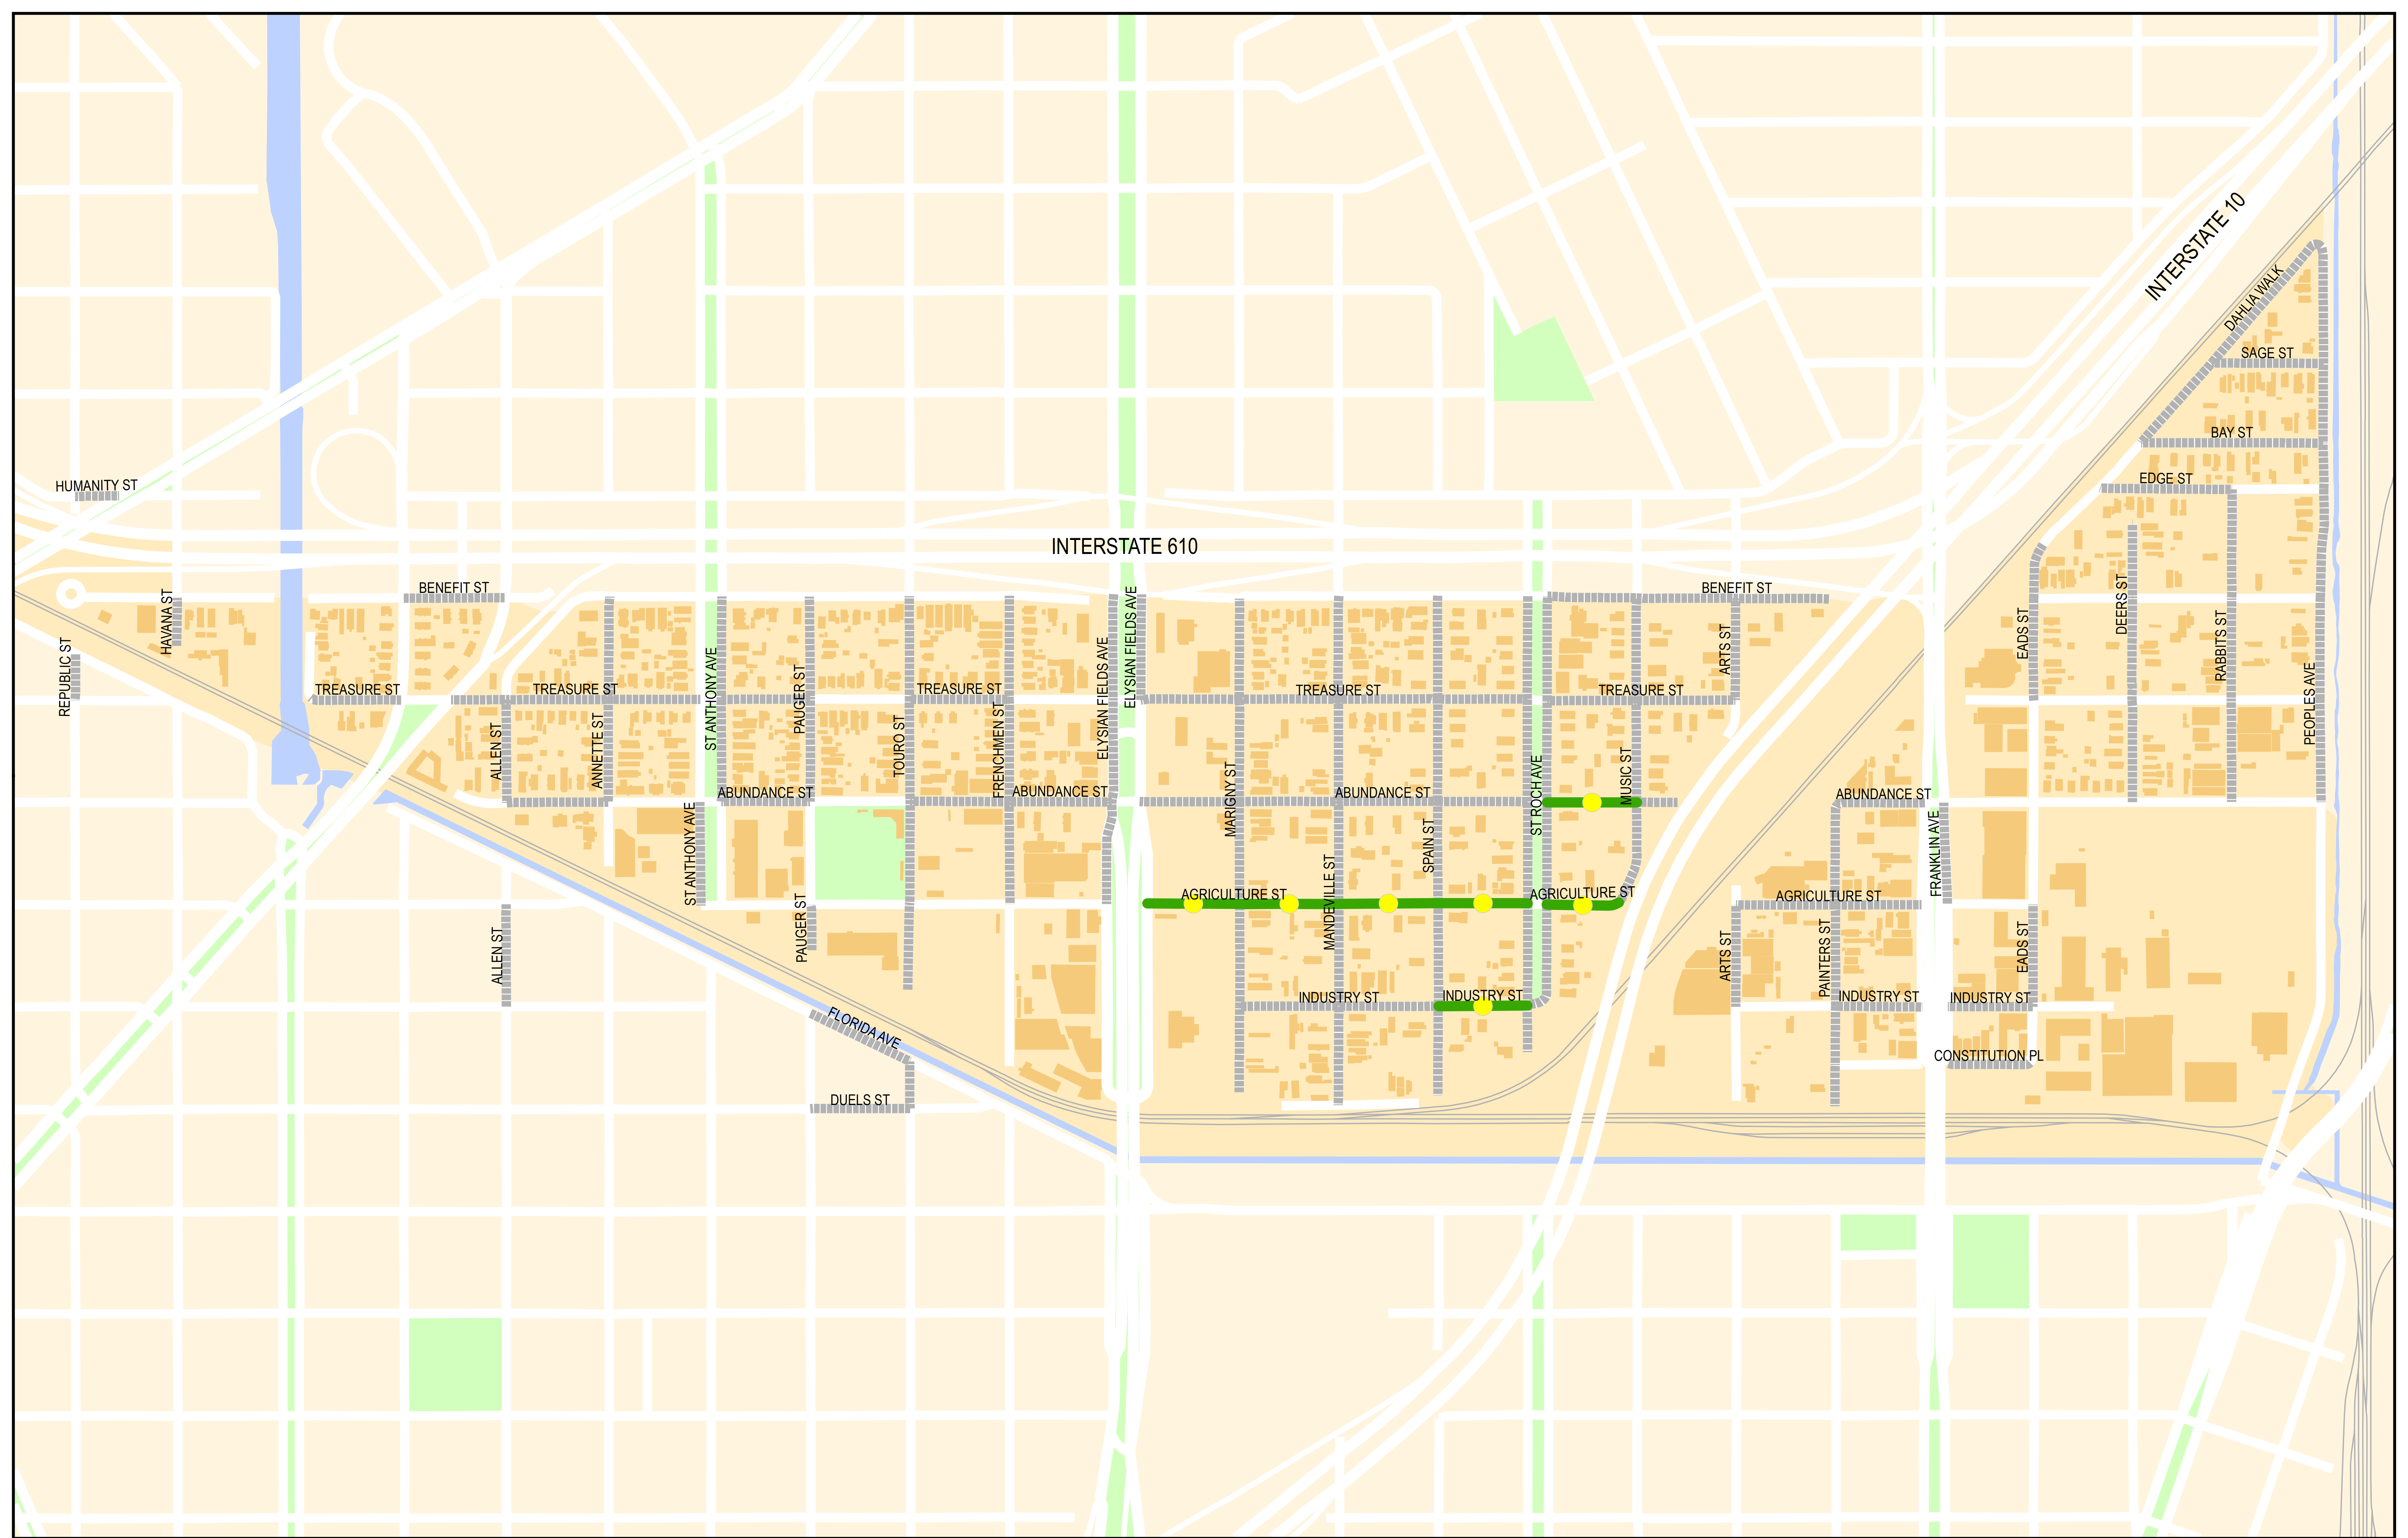 INTERSTATE 10
DAHLIA WALK
SAGE ST
BAY ST
EDGE ST
HUMANITY ST
INTERSTATE 610
BENEFIT ST
BENEFIT ST
HAVANA ST
REPUBLIC ST
ELYSIAN FIELDS AVE
ELYSIAN FIELDS AVE
ARTS ST
EADS ST
DEERS ST
RABBITS ST
PEOPLES AVE
TREASURE ST
TREASURE ST
TREASURE ST
TREASURE ST
TREASURE ST
ST ANTHONY AVE
PAUGER ST
TOURO ST
FRENCHMEN ST
ALLEN ST
ANNETTE ST
MARIGNY ST
ST ROCH AVE
MUSIC ST
ABUNDANCE ST
ABUNDANCE ST
ABUNDANCE ST
ABUNDANCE ST
ST ANTHONY AVE
SPAIN ST
FRANKLIN AVE
MANDEVILLE ST
AGRICULTURE ST
AGRICULTURE ST
AGRICULTURE ST
PAUGER ST
ALLEN ST
ARTS ST
PAINTERS ST
EADS ST
INDUSTRY ST
INDUSTRY ST
INDUSTRY ST
INDUSTRY ST
FLORIDA AVE
CONSTITUTION PL
DUELS ST